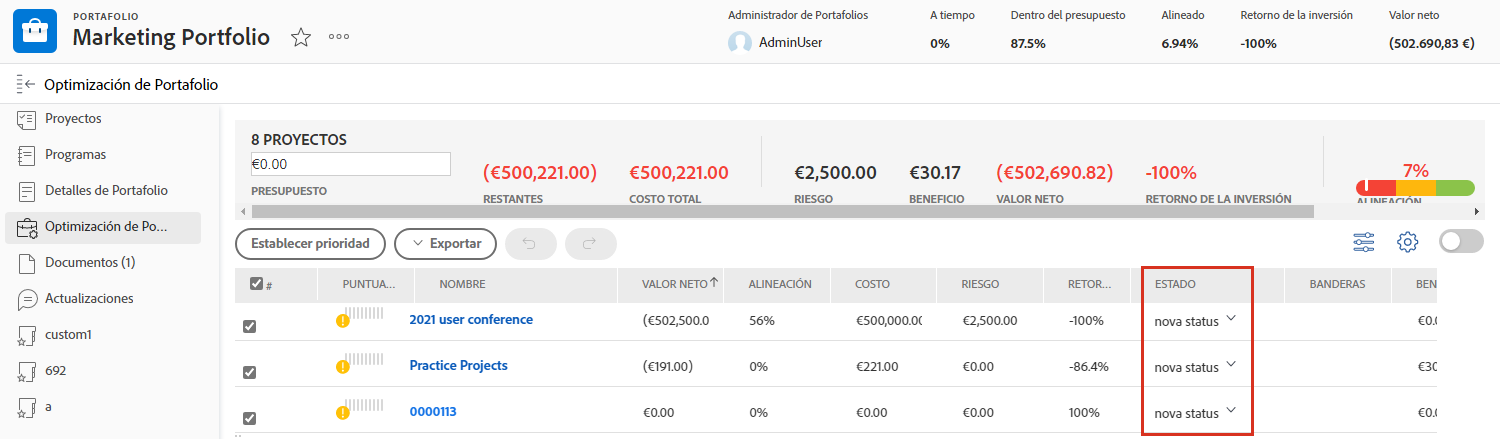 PORTAFOLIO
Marketing Portfolio
Administrador de Portafolios
AdminUser
A tiempo
0%
Dentro del presupuesto
87.5%
Alineado
6.94%
Retorno de la inversión
-100%
Valor neto
(502.690,83 €)
Optimización de Portafolio
Proyectos
Programas
Detalles de Portafolio
Optimización de Po...
Documentos (1)
Actualizaciones
custom1
692
a
8 PROYECTOS
€0.00
PRESUPUESTO
(€500,221.00)
RESTANTES
€500,221.00
COSTO TOTAL
€2,500.00
RIESGO
€30.17
BENEFICIO
(€502,690.82)
VALOR NETO
-100%
RETORNO DE LA INVERSIÓN
7%
ALINEACIÓN
Establecer prioridad
Exportar
# PUNTUA... NOMBRE VALOR NETO ALINEACIÓN COSTO RIESGO RETOR... ESTADO BANDERAS BEN
2021 user conference (€502,500.0 56% €500,000.00 €2,500.00 -100% nova status €0.0
Practice Projects (€191.00) 0% €221.00 €0.00 -86.4% nova status €30
0000113 €0.00 0% €0.00 €0.00 100% nova status €0.0